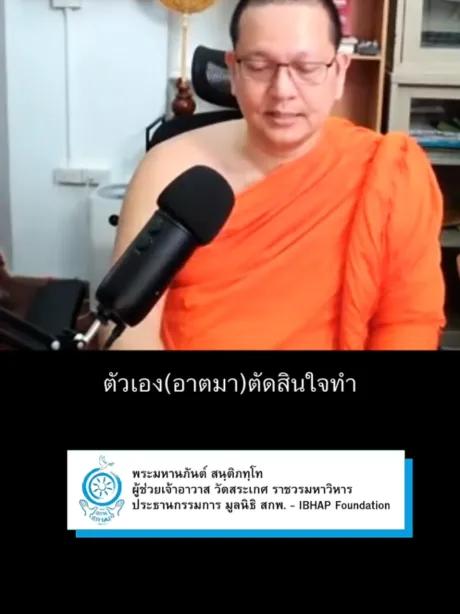 ตัวเอง(อาตมา)ตัดสินใจทำ
พระมหานภันต์ สนฺติภทฺโท
ผู้ช่วยเจ้าอาวาส วัดสระเกศ ราชวรมหาวิหาร
ประธานกรรมการ มูลนิธิ สกพ. - IBHAP Foundation